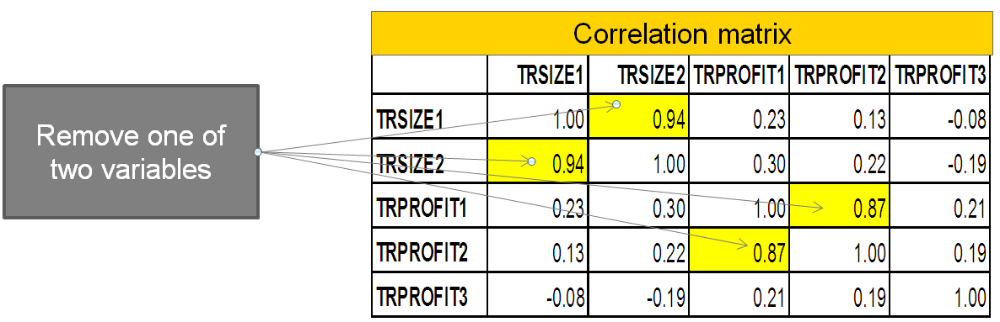 Correlation matrix
Remove one of
two variables
TRSIZE1 TRSIZE2 TRPROFIT1 TRPROFIT2 TRPROFIT3
TRSIZE1 1.00 0.94 0.23 0.13 -0.08
TRSIZE2 0.94 1.00 0.30 0.22 -0.19
TRPROFIT1 0.23 0.30 1.00 0.87 0.21
TRPROFIT2 0.13 0.22 0.87 1.00 0.19
TRPROFIT3 -0.08 -0.19 0.21 0.19 1.00